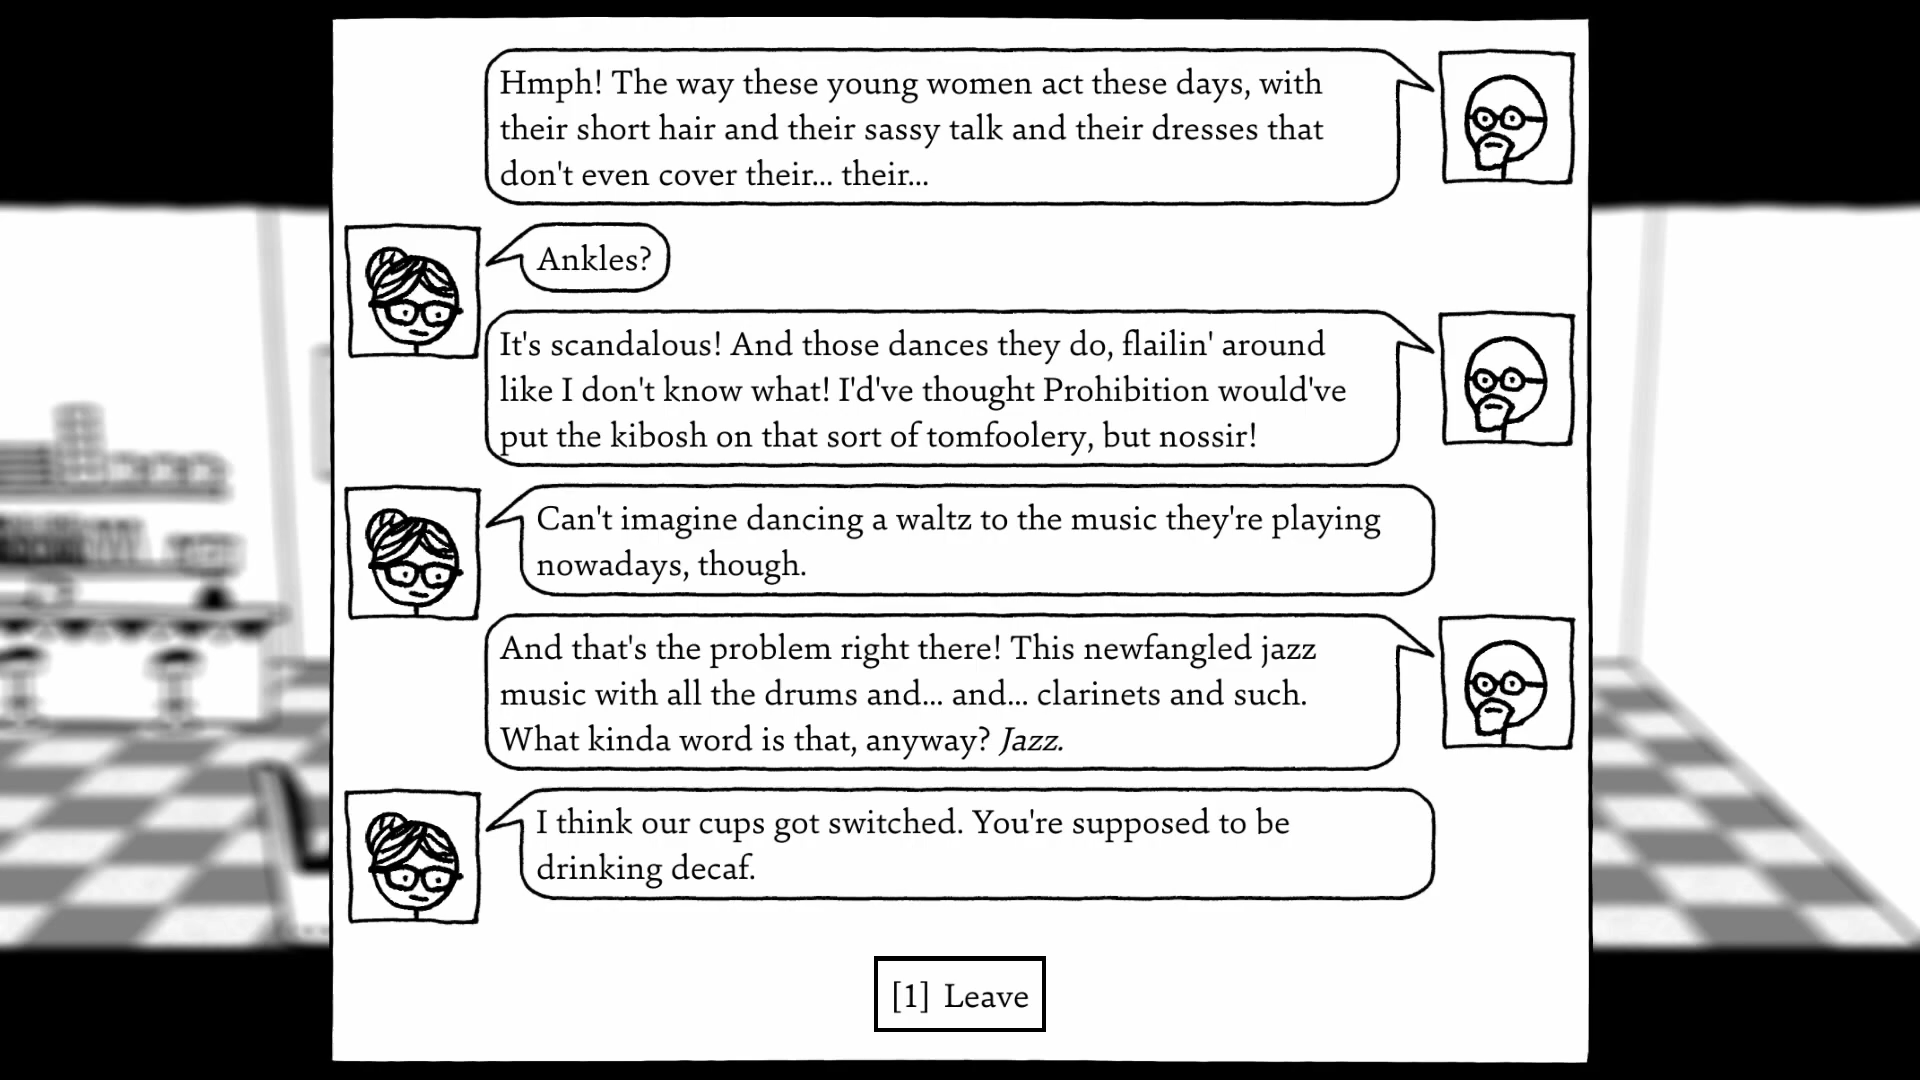 Hmph! The way these young women act these days, with
their short hair and their sassy talk and their dresses that
don't even cover their... their...
Ankles?
It's scandalous! And those dances they do, flailin' around
like I don't know what! I'd've thought Prohibition would've
put the kibosh on that sort of tomfoolery, but nossir!
Can't imagine dancing a waltz to the music they're playing
nowadays, though.
And that's the problem right there! This newfangled jazz
music with all the drums and... and... clarinets and such.
What kinda word is that, anyway? Jazz.
I think our cups got switched. You're supposed to be
drinking decaf.
[1] Leave